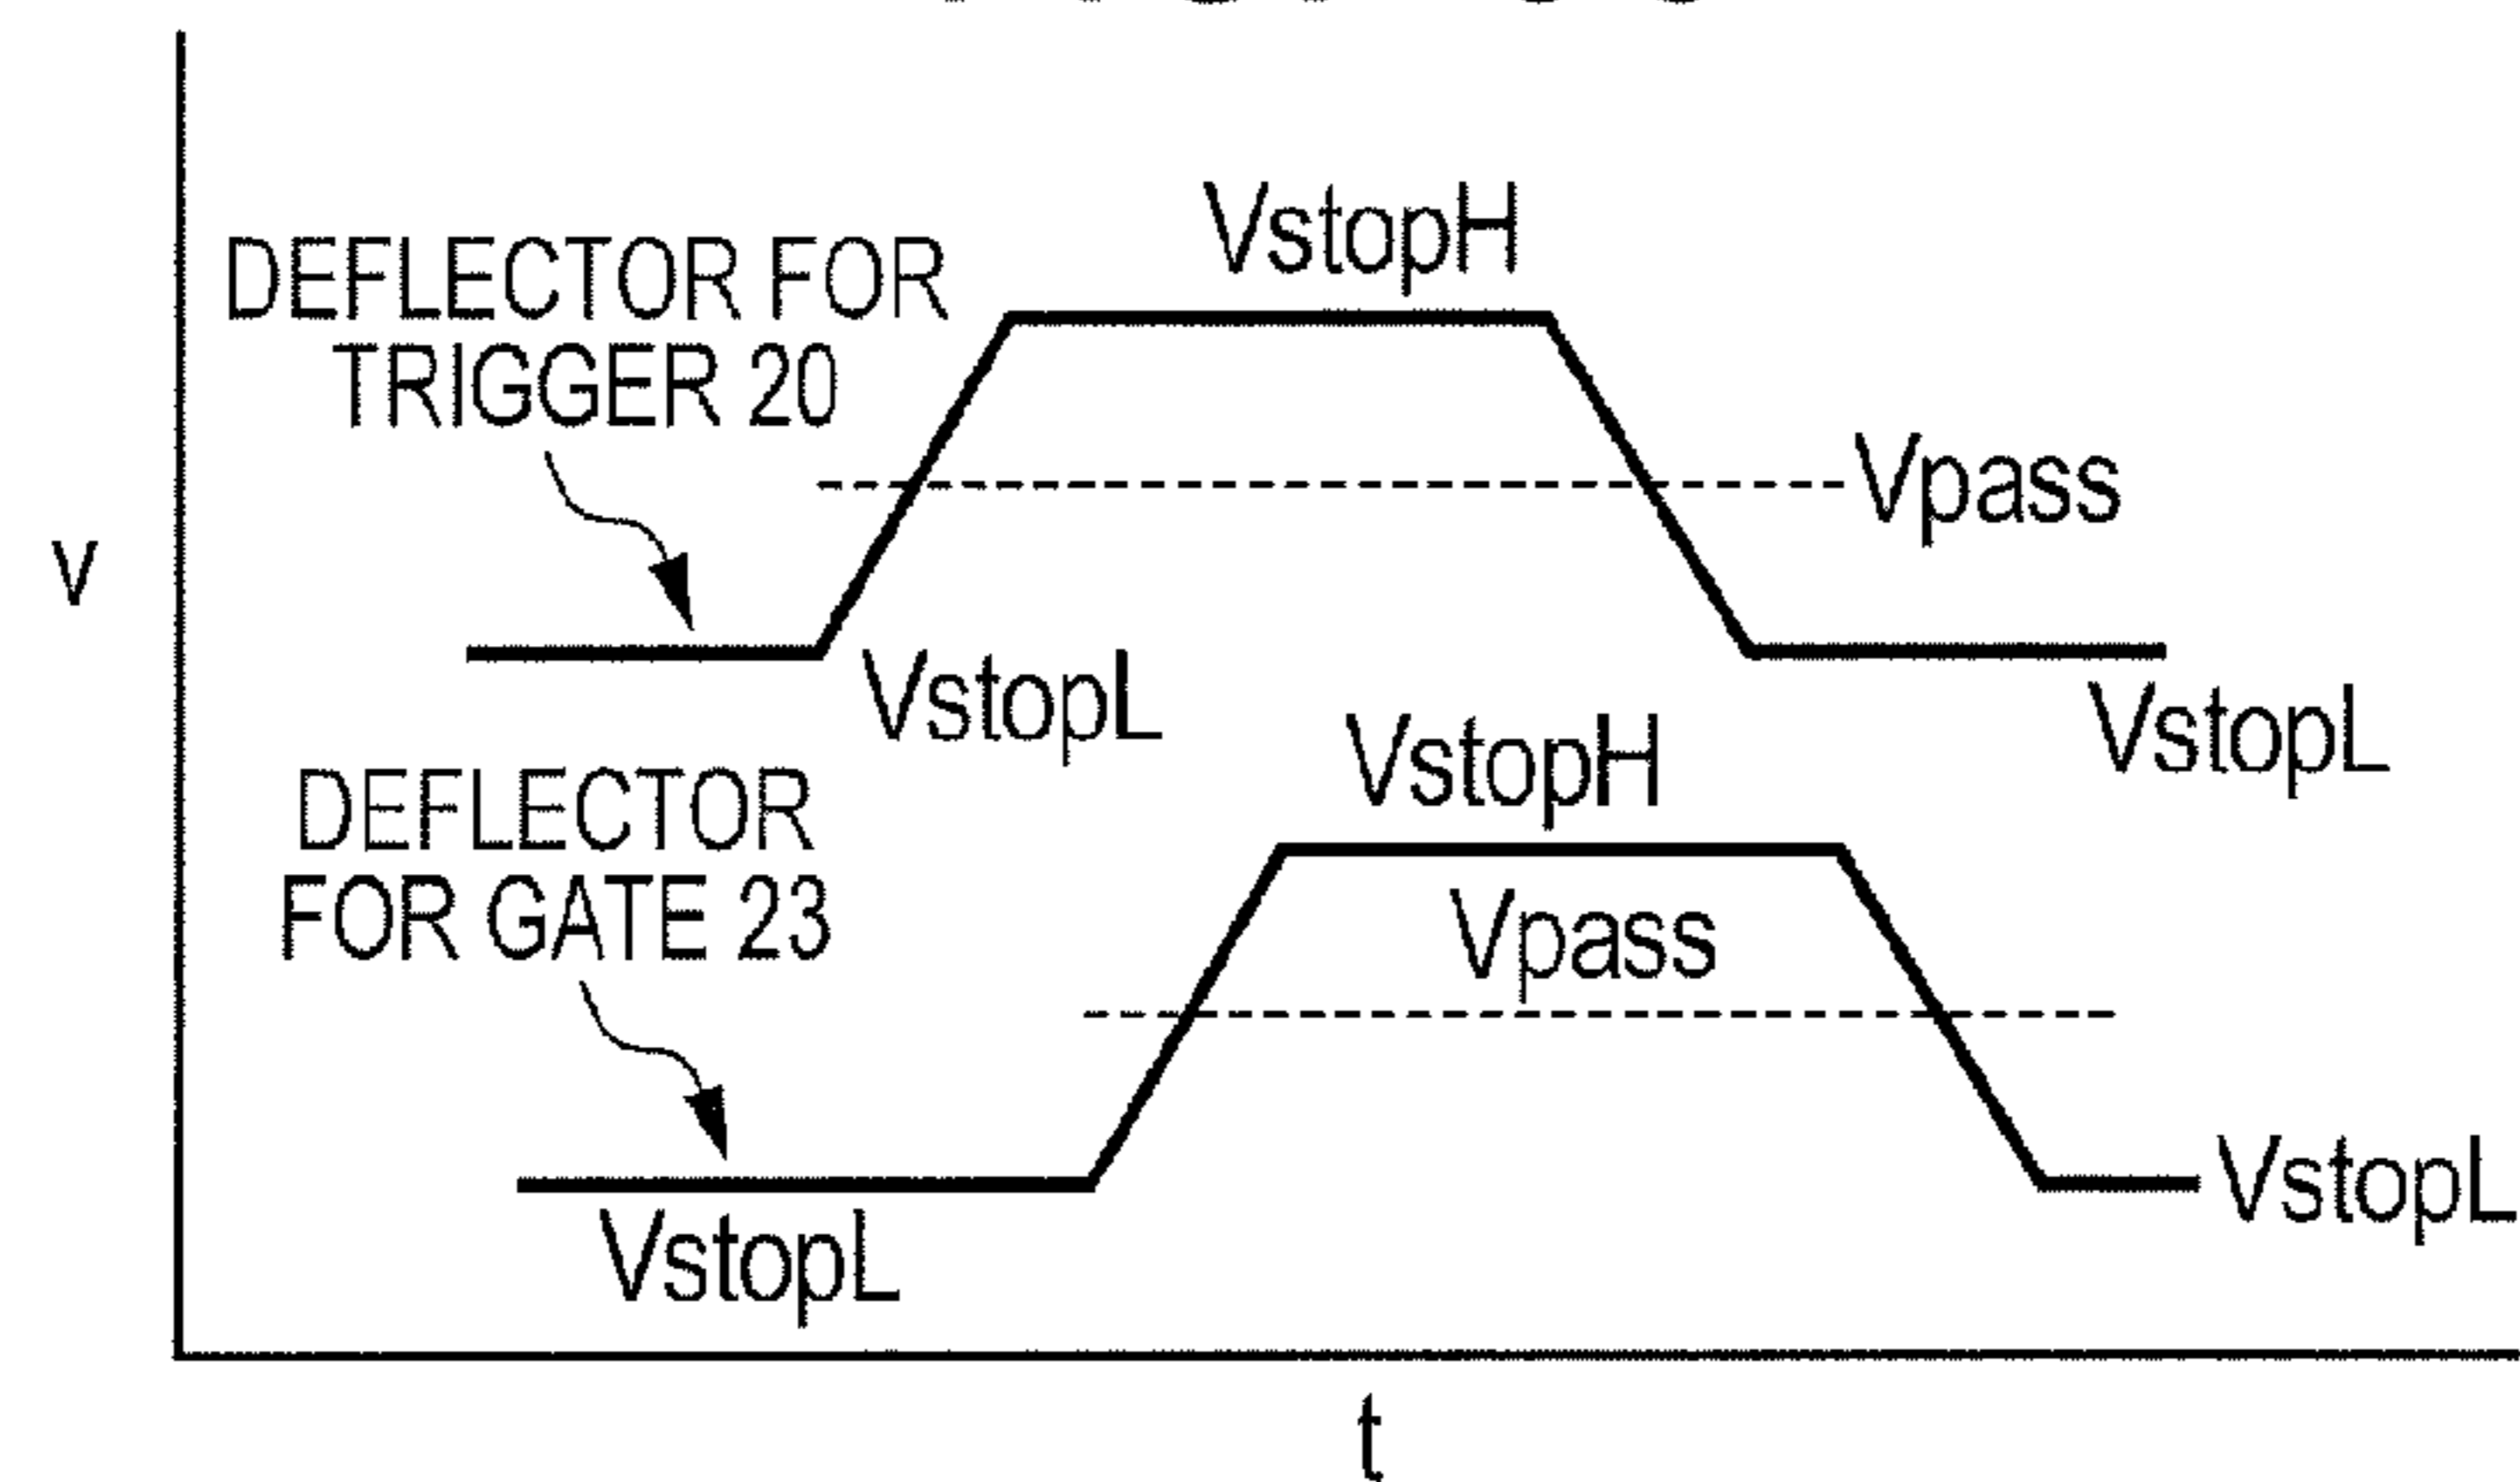 VstopH
DEFLECTOR FOR
TRIGGER 20
Vpass
v
VstopL
VstopL
VstopH
DEFLECTOR
FOR GATE 23
Vpass
VstopL
VstopL
t